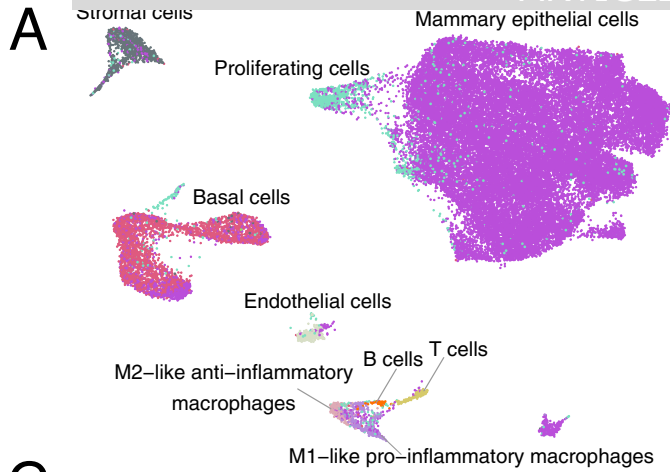 A
Stromal cells
Mammary epithelial cells
Proliferating cells
Basal cells
Endothelial cells
B cells
T cells
M2−like anti−inflammatory
macrophages
M1−like pro−inflammatory macrophages